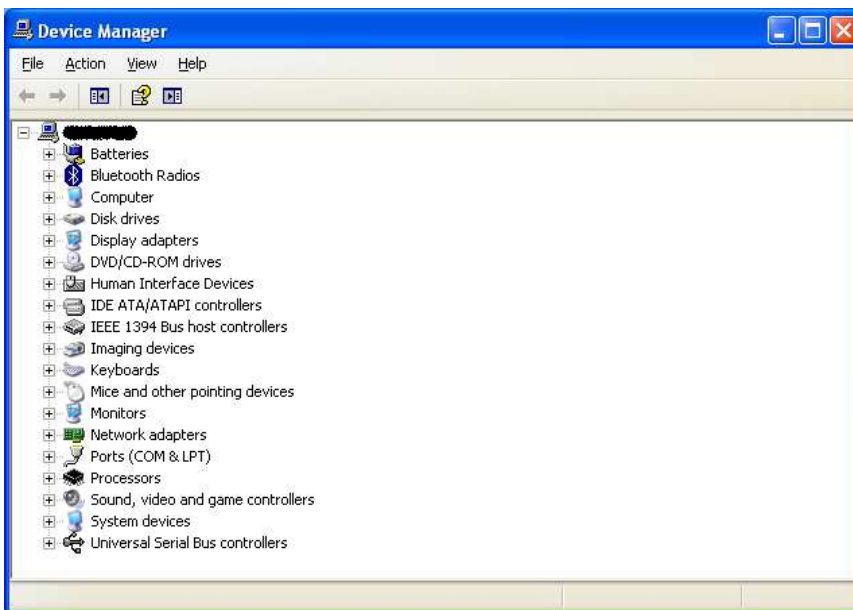 Device Manager
File Action View Help
Batteries
Bluetooth Radios
Computer
Disk drives
Display adapters
DVD/CD-ROM drives
Human Interface Devices
IDE ATA/ATAPI controllers
IEEE 1394 Bus host controllers
Imaging devices
Keyboards
Mice and other pointing devices
Monitors
Network adapters
Ports (COM & LPT)
Processors
Sound, video and game controllers
System devices
Universal Serial Bus controllers